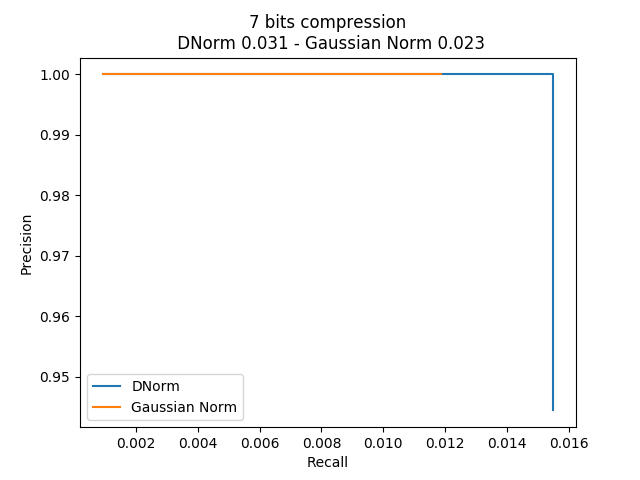 7 bits compression
DNorm 0.031 - Gaussian Norm 0.023
1.00
0.99
0.98
0.97
0.96
0.95
Precision
DNorm
Gaussian Norm
0.002 0.004 0.006 0.008 0.010 0.012 0.014 0.016
Recall